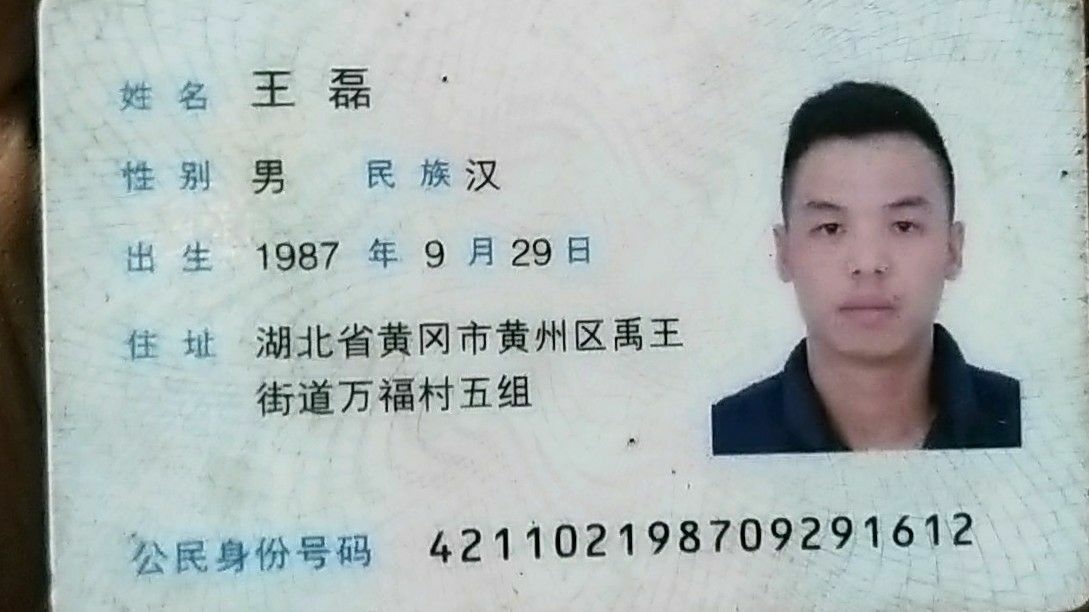 姓名 王磊
性别 男 民族 汉
出生 1987 年 9 月 29 日
住址 湖北省黄冈市黄州区禹王
街道万福村五组
公民身份号码 421102198709291612